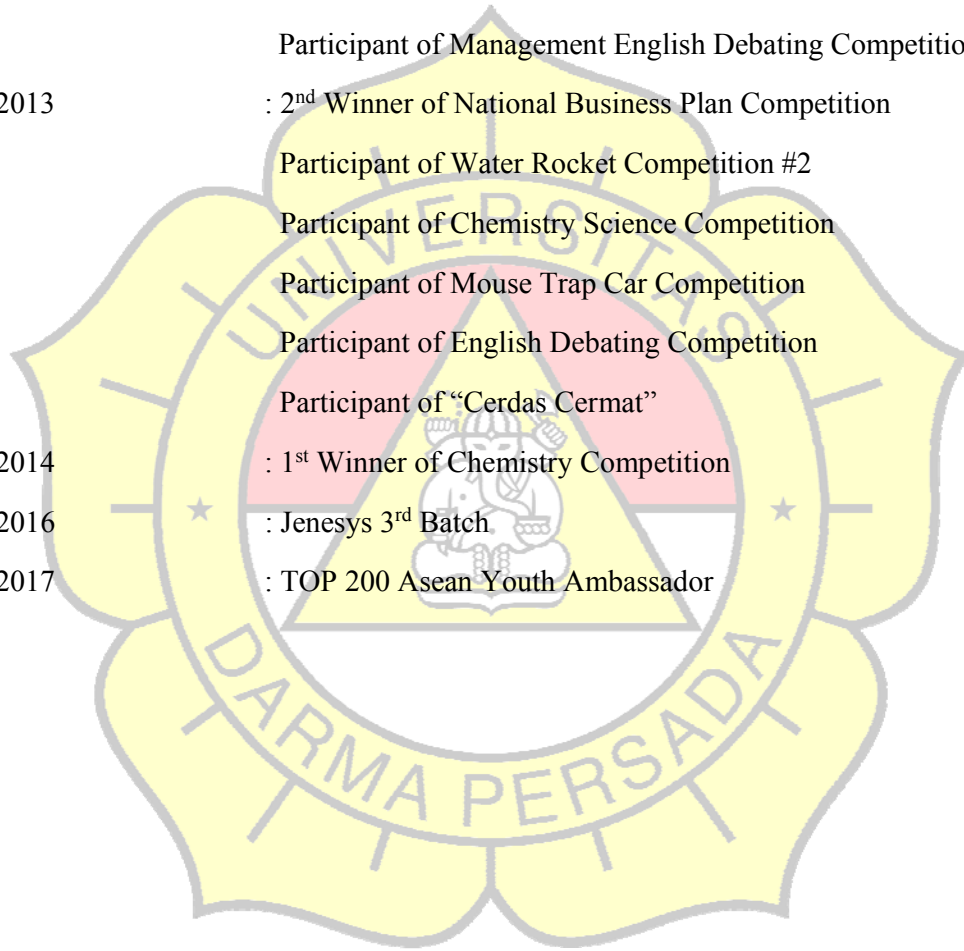 Participant of Management English Debating Competitio
2013 : 2nd Winner of National Business Plan Competition
Participant of Water Rocket Competition #2
Participant of Chemistry Science Competition
Participant of Mouse Trap Car Competition
Participant of English Debating Competition
Participant of “Cerdas Cermat”
2014 : 1st Winner of Chemistry Competition
2016 : Jenesys 3rd Batch
2017 : TOP 200 Asean Youth Ambassador
UNIVERSITAS
DARMA PERSADA